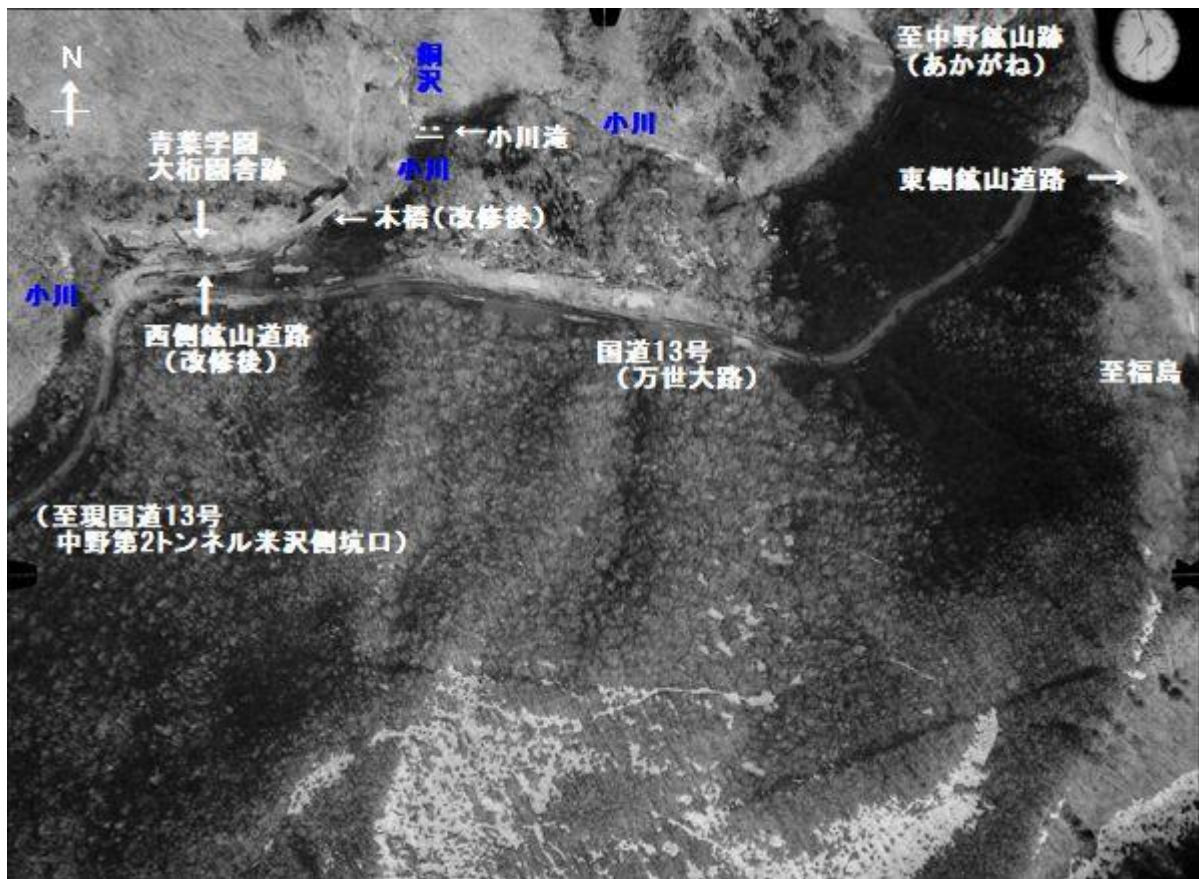 N
銅沢
至中野鉱山跡
(あかがね)
←小川滝
小川
青葉学園
大桁園舎跡
小川
東側鉱山道路→
←木橋(改修後)
小川
西側鉱山道路
(改修後)
国道13号
(万世大路)
至福島
(至現国道13号
中野第2トンネル米沢側坑口)